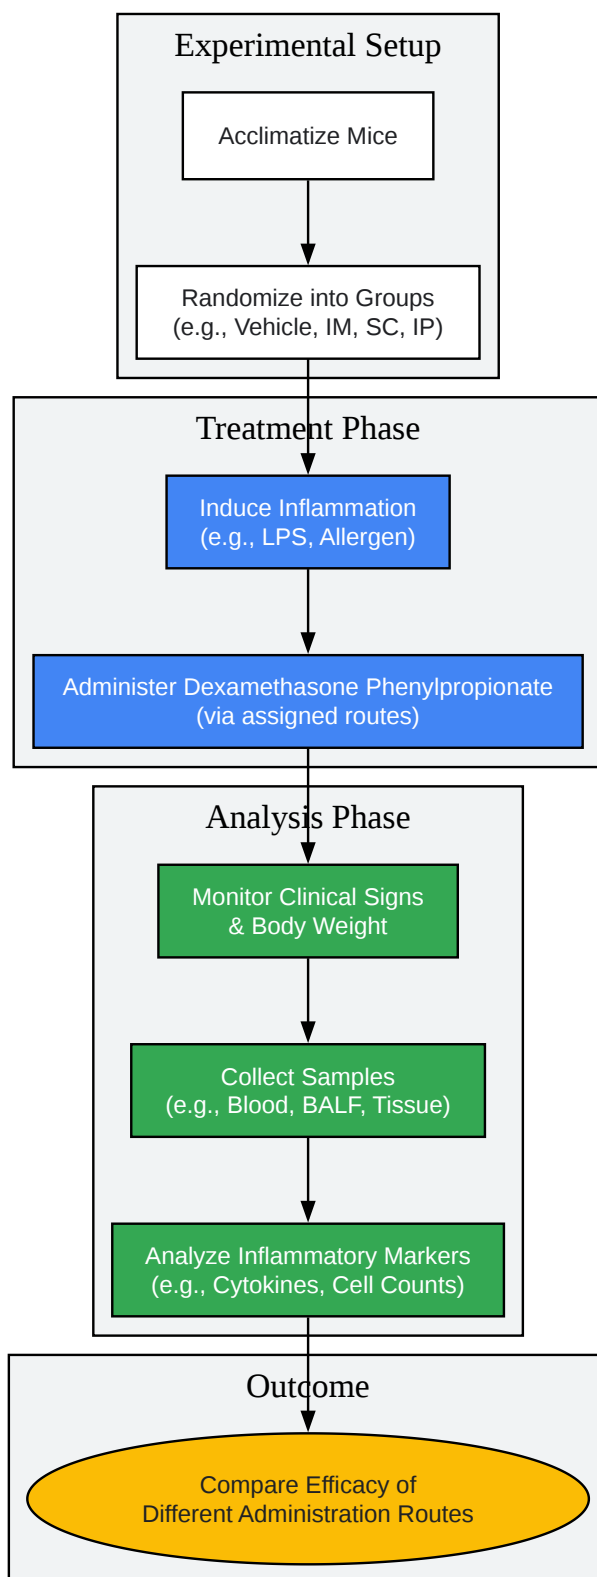 Experimental Setup
Acclimatize Mice
Randomize into Groups
(e.g., Vehicle, IM, SC, IP)
Treatment Phase
Induce Inflammation
(e.g., LPS, Allergen)
Administer Dexamethasone Phenylpropionate
(via assigned routes)
Analysis Phase
Monitor Clinical Signs
& Body Weight
Collect Samples
(e.g., Blood, BALF, Tissue)
Analyze Inflammatory Markers
(e.g., Cytokines, Cell Counts)
Outcome
Compare Efficacy of
Different Administration Routes